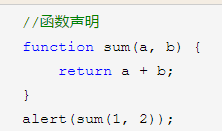 //函数声明
function sum(a, b) {
    return a + b;
}
alert(sum(1, 2));